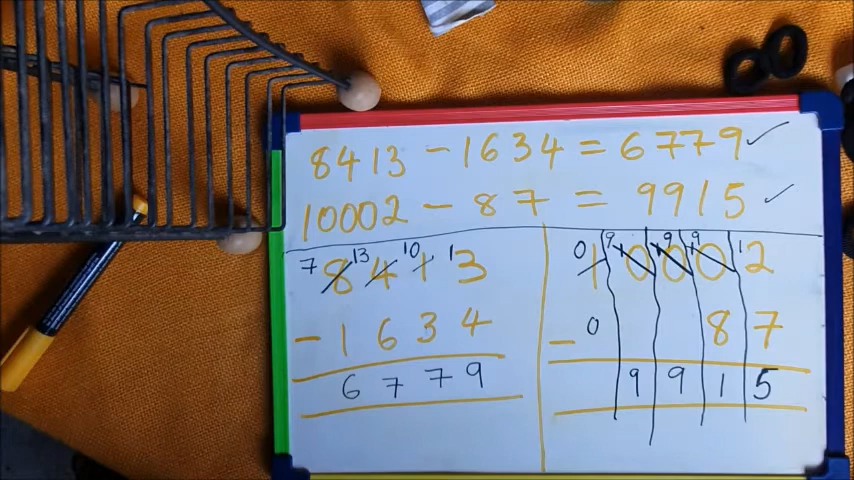 8413 - 1634 = 6779 ✓
10002 - 87 = 9915 ✓
7 13 10 1
8 4 1 3
- 1 6 3 4
6 7 7 9
0 9 9 9 1
1 0 0 0 2
- 0 8 7
9 9 1 5